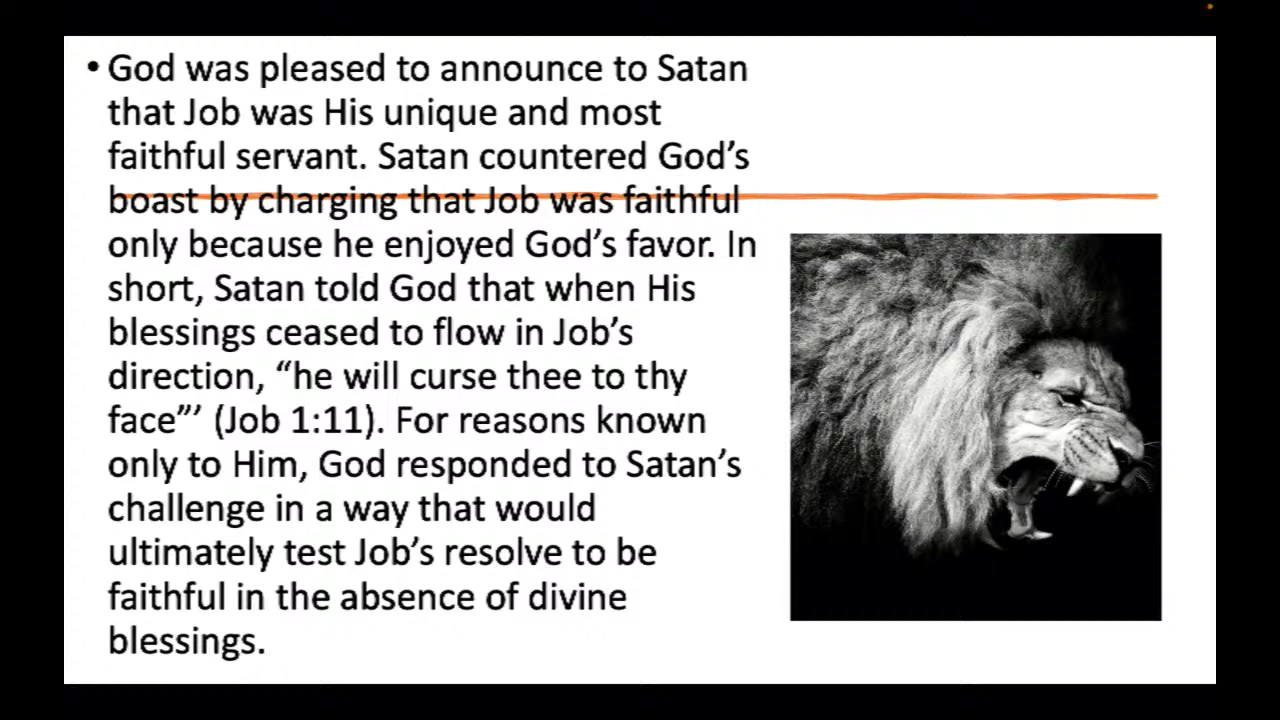 • God was pleased to announce to Satan
that Job was His unique and most
faithful servant. Satan countered God’s
boast by charging that Job was faithful
only because he enjoyed God’s favor. In
short, Satan told God that when His
blessings ceased to flow in Job’s
direction, “he will curse thee to thy
face”’ (Job 1:11). For reasons known
only to Him, God responded to Satan’s
challenge in a way that would
ultimately test Job’s resolve to be
faithful in the absence of divine
blessings.